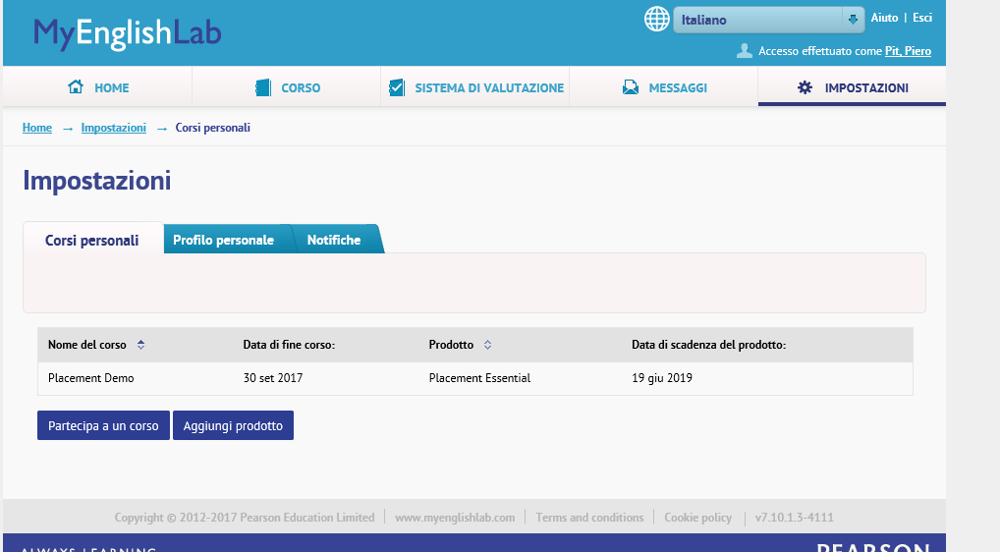 MyEnglishLab
Italiano
Aiuto | Esci
Accesso effettuato come Pit, Piero
HOME
CORSO
SISTEMA DI VALUTAZIONE
MESSAGGI
IMPOSTAZIONI
Home → Impostazioni → Corsi personali
Impostazioni
Corsi personali
Profilo personale
Notifiche
Nome del corso Data di fine corso: Prodotto Data di scadenza del prodotto:
Placement Demo 30 set 2017 Placement Essential 19 giu 2019
Partecipa a un corso
Aggiungi prodotto
Copyright © 2012-2017 Pearson Education Limited | www.myenglishlab.com | Terms and conditions | Cookie policy | v7.10.1.3-4111
ALWAYS LEARNING
PEARSON